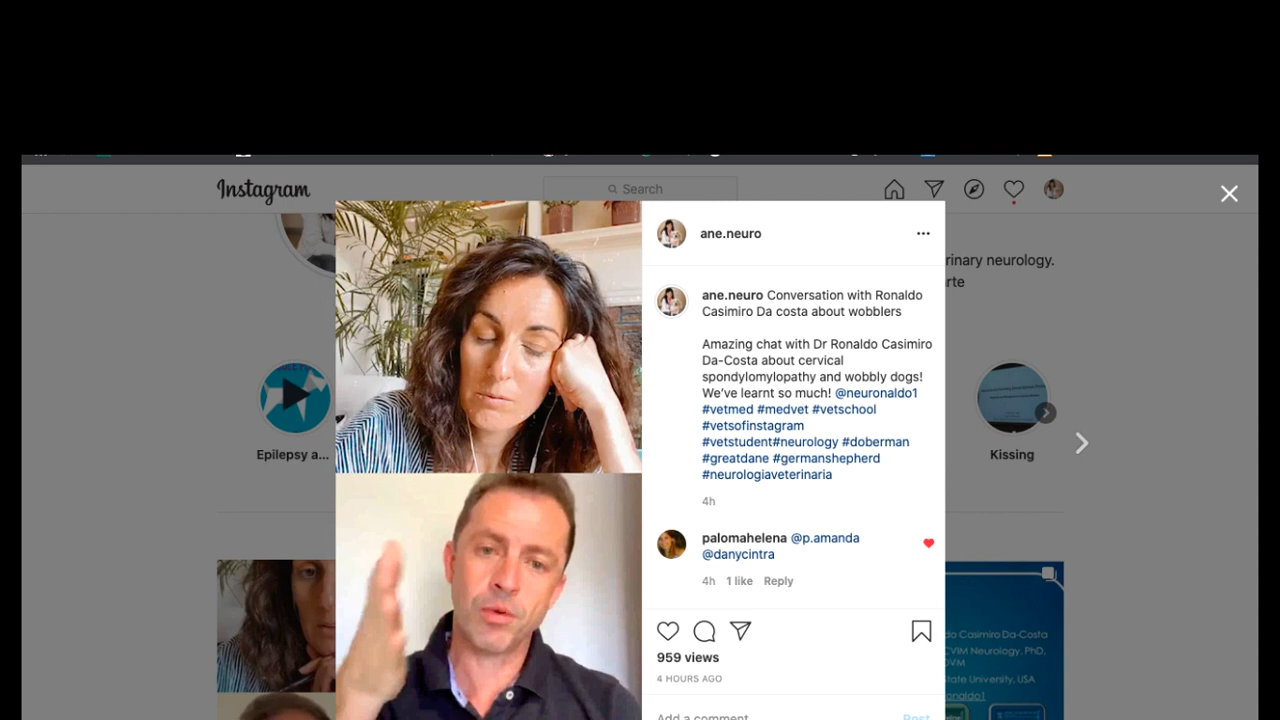 Instagram
Search
ane.neuro
rinary neurology.
rte
ane.neuro Conversation with Ronaldo
Casimiro Da costa about wobblers
Amazing chat with Dr Ronaldo Casimiro
Da-Costa about cervical
spondylomylopathy and wobbly dogs!
We've learnt so much! @neuronaldo1
#vetmed #medvet #vetschool
#vetsofinstagram
#vetstudent#neurology #doberman
#greatdane #germanshepherd
#neurologiaveterinaria
4h
Epilepsy a...
Kissing
palomahelena @p.amanda
@danycintra
4h 1 like Reply
959 views
4 HOURS AGO
Add a comment
Post
do Casimiro Da-Costa
CVIM Neurology, PhD,
DVM
State University, USA
onaldo1